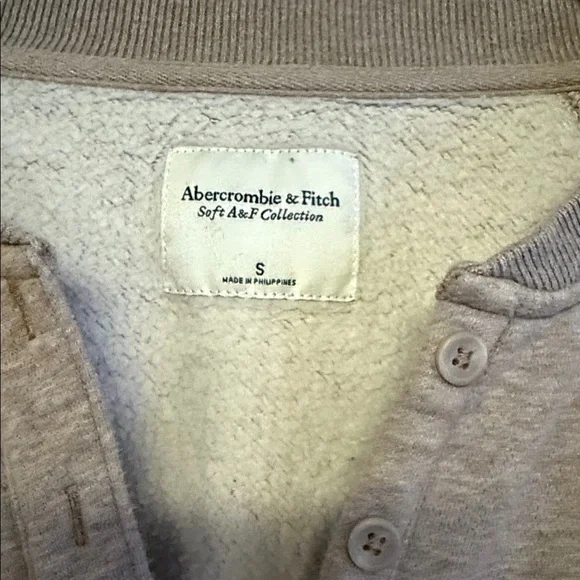 Abercrombie & Fitch
Soft A&F Collection
S
MADE IN PHILIPPINES